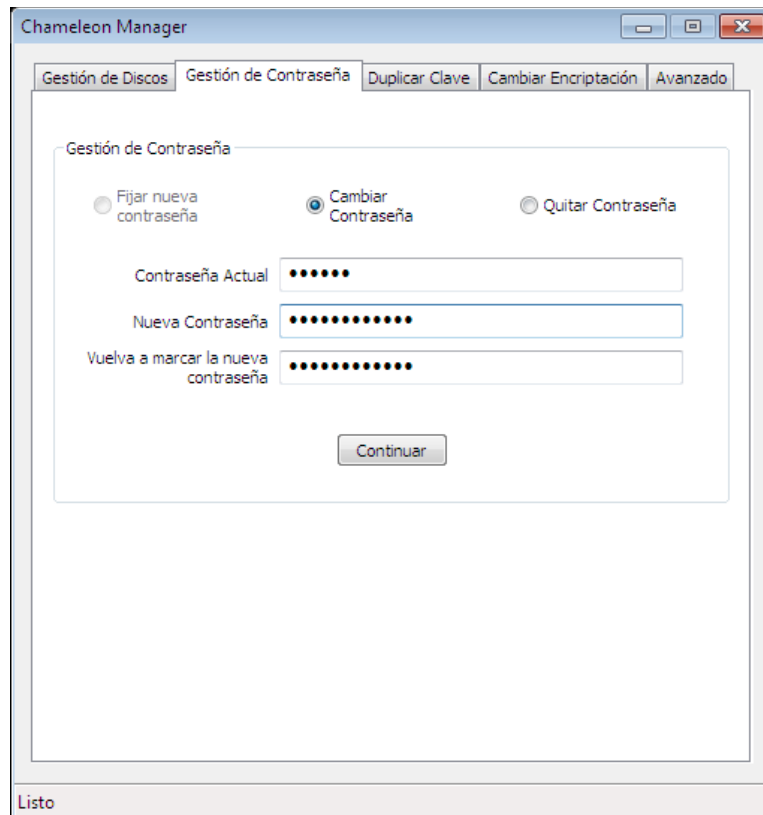 Chameleon Manager
Gestión de Discos Gestión de Contraseña Duplicar Clave Cambiar Encriptación Avanzado
Gestión de Contraseña
Fijar nueva
contraseña
Cambiar
Contraseña
Quitar Contraseña
Contraseña Actual ••••••
Nueva Contraseña ••••••••••••
Vuelva a marcar la nueva
contraseña ••••••••••••
Continuar
Listo